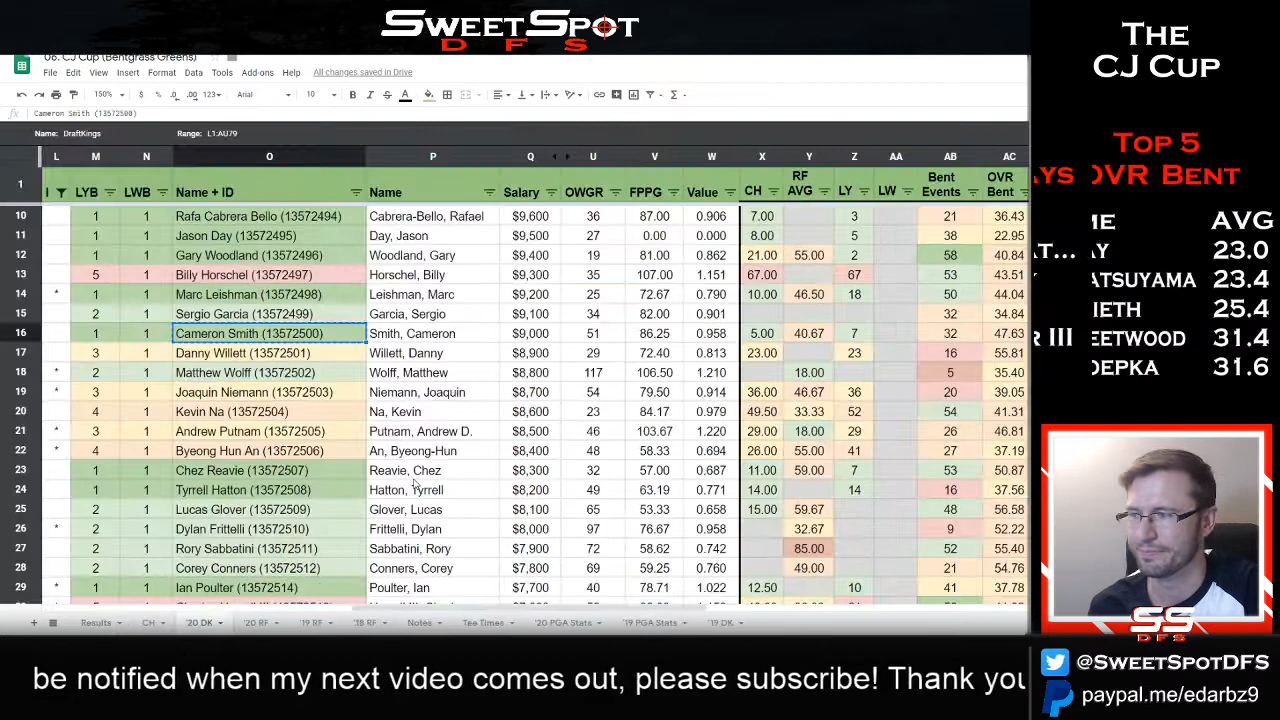 SweetSpot
DFS
06. CJ Cup (Bentgrass Greens)
File Edit View Insert Format Data Tools Add-ons Help All changes saved in Drive
150% $ % .0 .00 123 Arial 10 B I S A
fx Cameron Smith (13572500)
Name: DraftKings Range: L1:AU79
L M N O P Q U V W X Y Z AA AB AC
1 LYB LWB Name + ID Name Salary OWGR FPPG Value CH RF AVG LY LW Bent Events OVR Bent
10 1 1 Rafa Cabrera Bello (13572494) Cabrera-Bello, Rafael $9,600 36 87.00 0.906 7.00 3 21 36.43
11 1 1 Jason Day (13572495) Day, Jason $9,500 27 0.00 0.000 8.00 5 38 22.95
12 1 1 Gary Woodland (13572496) Woodland, Gary $9,400 19 81.00 0.862 21.00 55.00 2 58 40.84
13 5 1 Billy Horschel (13572497) Horschel, Billy $9,300 35 107.00 1.151 67.00 67 53 43.51
14 * 1 1 Marc Leishman (13572498) Leishman, Marc $9,200 25 72.67 0.790 10.00 46.50 18 50 44.04
15 2 1 Sergio Garcia (13572499) Garcia, Sergio $9,100 34 82.00 0.901 32 34.84
16 1 1 Cameron Smith (13572500) Smith, Cameron $9,000 51 86.25 0.958 5.00 40.67 7 32 47.63
17 3 1 Danny Willett (13572501) Willett, Danny $8,900 29 72.40 0.813 23.00 23 16 55.81
18 * 2 1 Matthew Wolff (13572502) Wolff, Matthew $8,800 117 106.50 1.210 18.00 5 35.40
19 * 3 1 Joaquin Niemann (13572503) Niemann, Joaquin $8,700 54 79.50 0.914 36.00 46.67 36 20 39.05
20 4 1 Kevin Na (13572504) Na, Kevin $8,600 23 84.17 0.979 49.50 33.33 52 54 41.31
21 * 3 1 Andrew Putnam (13572505) Putnam, Andrew D. $8,500 46 103.67 1.220 29.00 18.00 29 26 46.81
22 * 4 1 Byeong Hun An (13572506) An, Byeong-Hun $8,400 48 58.33 0.694 26.00 55.00 41 27 37.19
23 1 1 Chez Reavie (13572507) Reavie, Chez $8,300 32 57.00 0.687 11.00 59.00 7 53 50.87
24 1 1 Tyrrell Hatton (13572508) Hatton, Tyrrell $8,200 49 63.19 0.771 14.00 14 16 37.56
25 2 1 Lucas Glover (13572509) Glover, Lucas $8,100 65 53.33 0.658 15.00 59.67 48 56.58
26 * 2 1 Dylan Frittelli (13572510) Frittelli, Dylan $8,000 97 76.67 0.958 32.67 9 52.22
27 2 1 Rory Sabbatini (13572511) Sabbatini, Rory $7,900 72 58.62 0.742 85.00 52 55.40
28 2 1 Corey Conners (13572512) Conners, Corey $7,800 69 59.25 0.760 49.00 21 54.76
29 * 1 1 Ian Poulter (13572514) Poulter, Ian $7,700 40 78.71 1.022 12.50 10 41 37.78
Results CH '20 DK '20 RF '19 RF '18 RF Notes Tee Times '20 PGA Stats '19 PGA Stats '19 DK
be notified when my next video comes out, please subscribe! Thank you
The
CJ Cup
Top 5
AYS OVR Bent
ME AVG
AT... AY 23.0
ATSUYAMA 23.4
IETH 25.4
R III EETWOOD 31.4
DEPKA 31.6
SS
DFS
@SweetSpotDFS
paypal.me/edarbz9